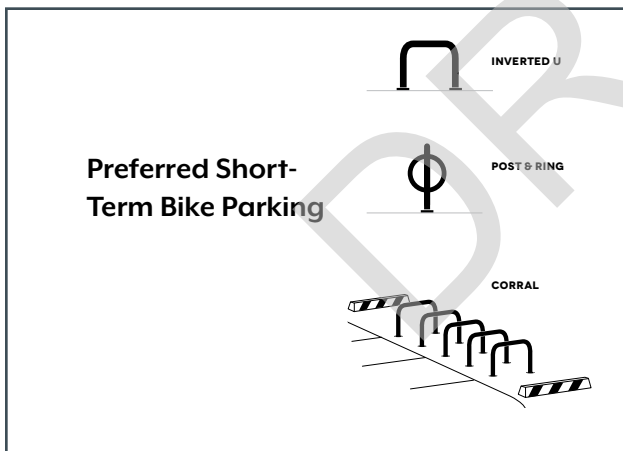 INVERTED U
POST & RING
Preferred Short-
Term Bike Parking
CORRAL
DR